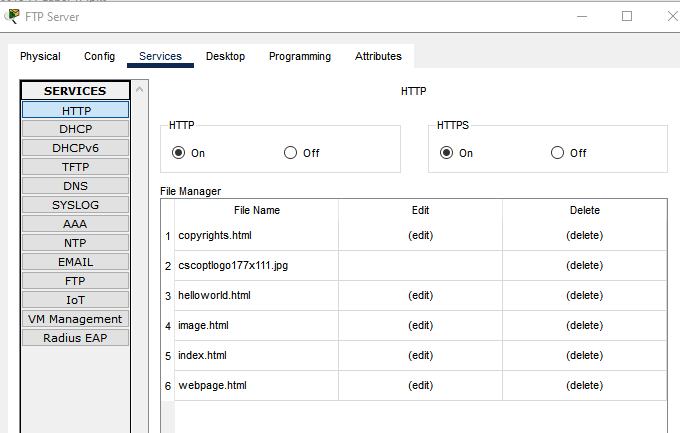 FTP Server
Physical Config Services Desktop Programming Attributes
SERVICES
HTTP
DHCP
DHCPv6
TFTP
DNS
SYSLOG
AAA
NTP
EMAIL
FTP
IoT
VM Management
Radius EAP
HTTP
HTTP
On Off
HTTPS
On Off
File Manager
File Name Edit Delete
1 copyrights.html (edit) (delete)
2 cscoptlogo177x111.jpg (delete)
3 helloworld.html (edit) (delete)
4 image.html (edit) (delete)
5 index.html (edit) (delete)
6 webpage.html (edit) (delete)